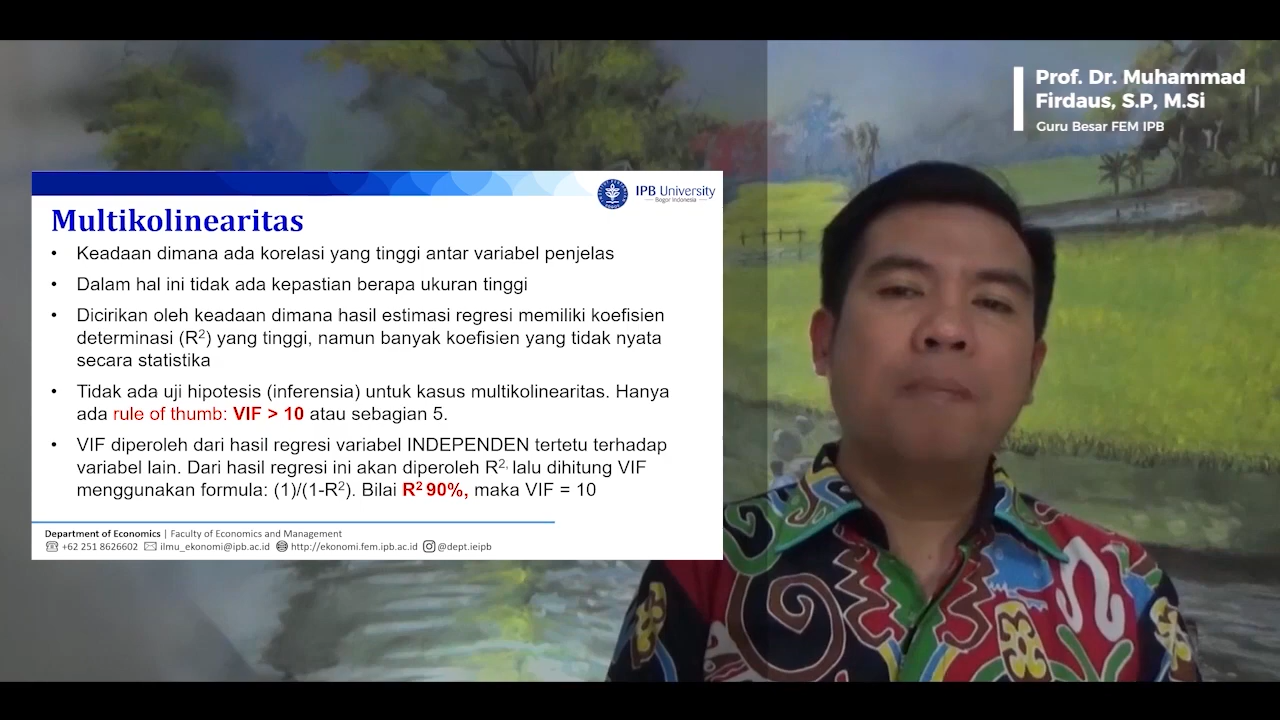 Prof. Dr. Muhammad
Firdaus, S.P, M.Si
Guru Besar FEM IPB
IPB University
Bogor Indonesia
Multikolinearitas
• Keadaan dimana ada korelasi yang tinggi antar variabel penjelas
• Dalam hal ini tidak ada kepastian berapa ukuran tinggi
• Dicirikan oleh keadaan dimana hasil estimasi regresi memiliki koefisien
determinasi (R²) yang tinggi, namun banyak koefisien yang tidak nyata
secara statistika
• Tidak ada uji hipotesis (inferensia) untuk kasus multikolinearitas. Hanya
ada rule of thumb: VIF > 10 atau sebagian 5.
• VIF diperoleh dari hasil regresi variabel INDEPENDEN tertetu terhadap
variabel lain. Dari hasil regresi ini akan diperoleh R², lalu dihitung VIF
menggunakan formula: (1)/(1-R²). Bilai R² 90%, maka VIF = 10
Department of Economics | Faculty of Economics and Management
+62 251 8626602 ilmu_ekonomi@ipb.ac.id http://ekonomi.fem.ipb.ac.id @dept.ieipb